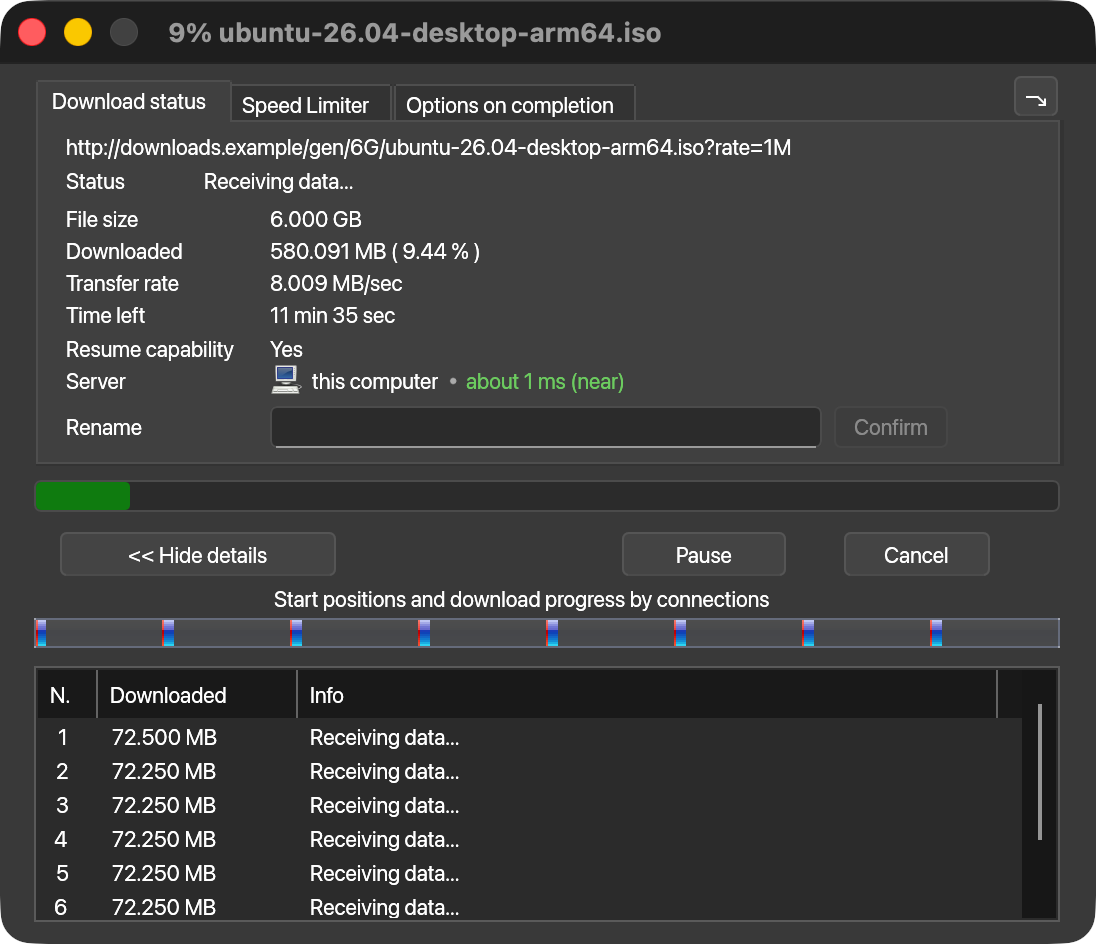 9% ubuntu-26.04-desktop-arm64.iso
Download status Speed Limiter Options on completion
http://downloads.example/gen/6G/ubuntu-26.04-desktop-arm64.iso?rate=1M
Status Receiving data...
File size 6.000 GB
Downloaded 580.091 MB ( 9.44 % )
Transfer rate 8.009 MB/sec
Time left 11 min 35 sec
Resume capability Yes
Server this computer • about 1 ms (near)
Rename Confirm
<< Hide details Pause Cancel
Start positions and download progress by connections
N. Downloaded Info
1 72.500 MB Receiving data...
2 72.250 MB Receiving data...
3 72.250 MB Receiving data...
4 72.250 MB Receiving data...
5 72.250 MB Receiving data...
6 72.250 MB Receiving data...